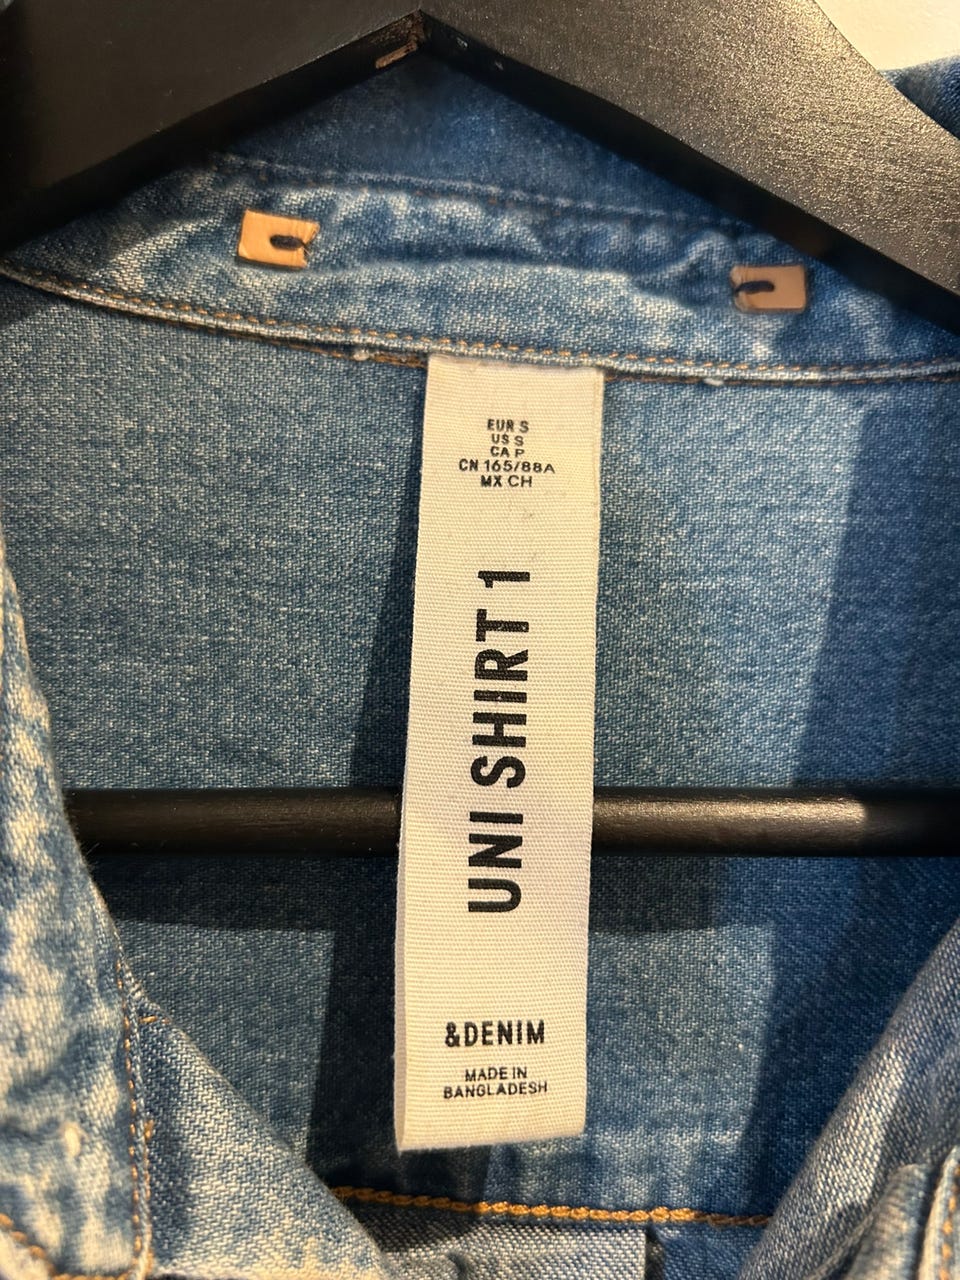 EUR S
US S
CA P
CN 165/88A
MX CH
UNI SHIRT 1
&DENIM
MADE IN
BANGLADESH